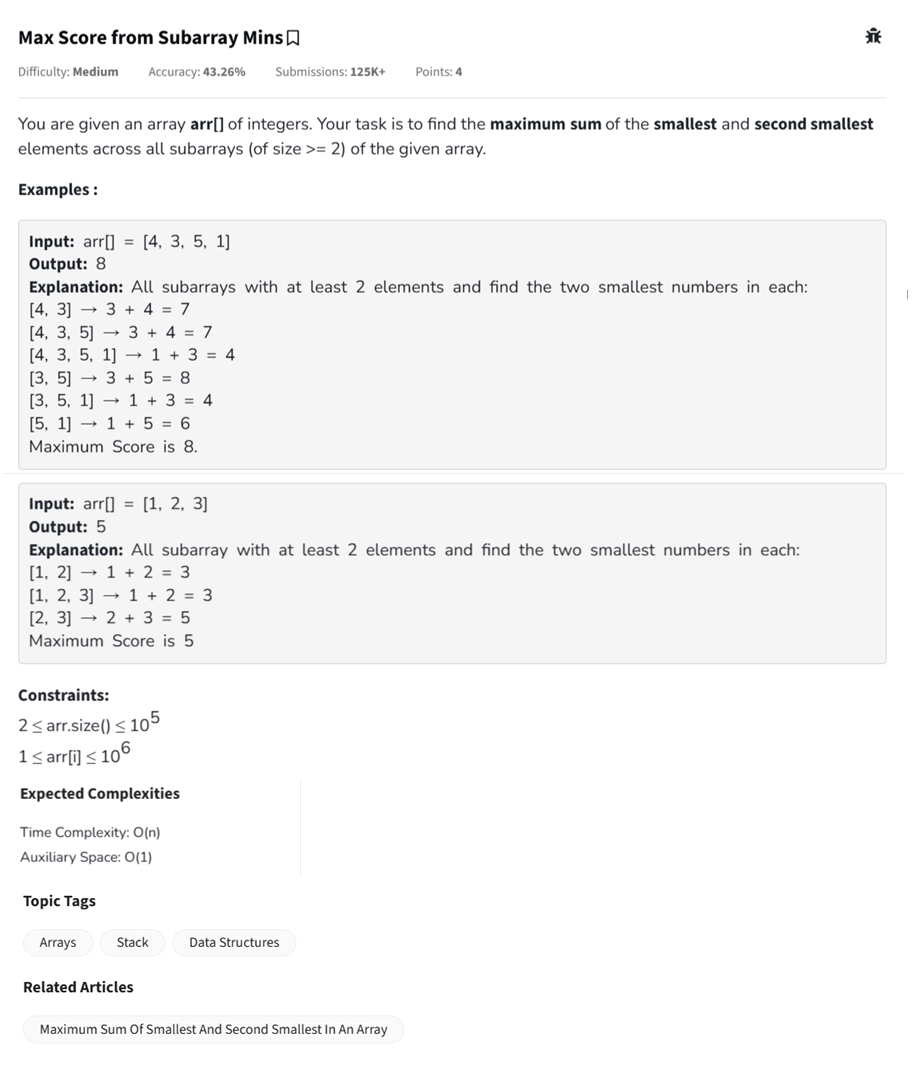 Max Score from Subarray Mins
Difficulty: Medium Accuracy: 43.26% Submissions: 125K+ Points: 4
You are given an array arr[] of integers. Your task is to find the maximum sum of the smallest and second smallest
elements across all subarrays (of size >= 2) of the given array.
Examples :
Input: arr[] = [4, 3, 5, 1]
Output: 8
Explanation: All subarrays with at least 2 elements and find the two smallest numbers in each:
[4, 3] → 3 + 4 = 7
[4, 3, 5] → 3 + 4 = 7
[4, 3, 5, 1] → 1 + 3 = 4
[3, 5] → 3 + 5 = 8
[3, 5, 1] → 1 + 3 = 4
[5, 1] → 1 + 5 = 6
Maximum Score is 8.
Input: arr[] = [1, 2, 3]
Output: 5
Explanation: All subarray with at least 2 elements and find the two smallest numbers in each:
[1, 2] → 1 + 2 = 3
[1, 2, 3] → 1 + 2 = 3
[2, 3] → 2 + 3 = 5
Maximum Score is 5
Constraints:
2 ≤ arr.size() ≤ 10⁵
1 ≤ arr[i] ≤ 10⁶
Expected Complexities
Time Complexity: O(n)
Auxiliary Space: O(1)
Topic Tags
Arrays Stack Data Structures
Related Articles
Maximum Sum Of Smallest And Second Smallest In An Array